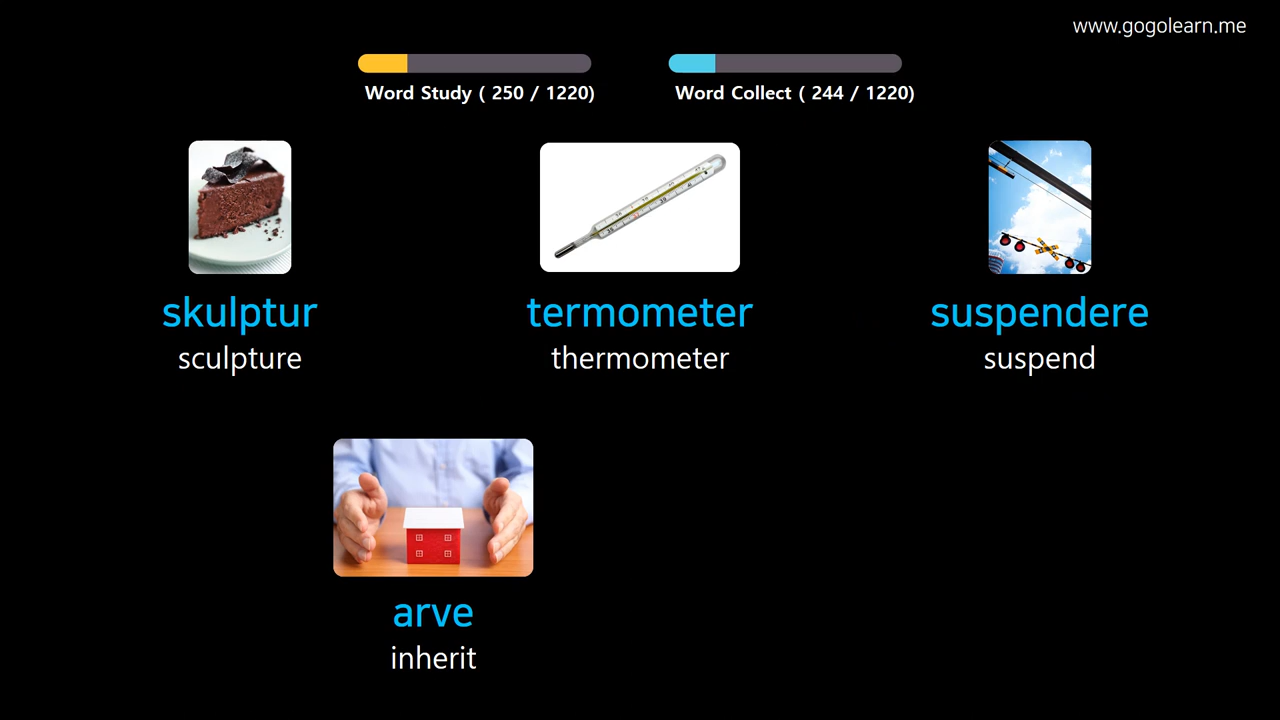 www.gogolearn.me
Word Study ( 250 / 1220)
Word Collect ( 244 / 1220)
skulptur
sculpture
termometer
thermometer
suspendere
suspend
arve
inherit